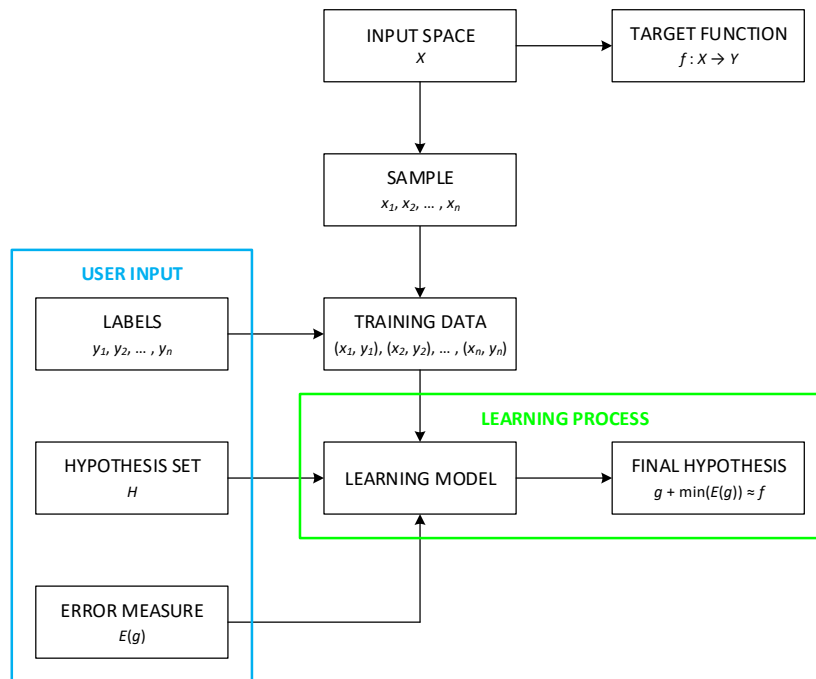 INPUT SPACE
X
TARGET FUNCTION
f : X → Y
SAMPLE
x₁, x₂, ... , xₙ
USER INPUT
LABELS
y₁, y₂, ... , yₙ
TRAINING DATA
(x₁, y₁), (x₂, y₂), ... , (xₙ, yₙ)
LEARNING PROCESS
HYPOTHESIS SET
H
LEARNING MODEL
FINAL HYPOTHESIS
g + min(E(g)) ≈ f
ERROR MEASURE
E(g)